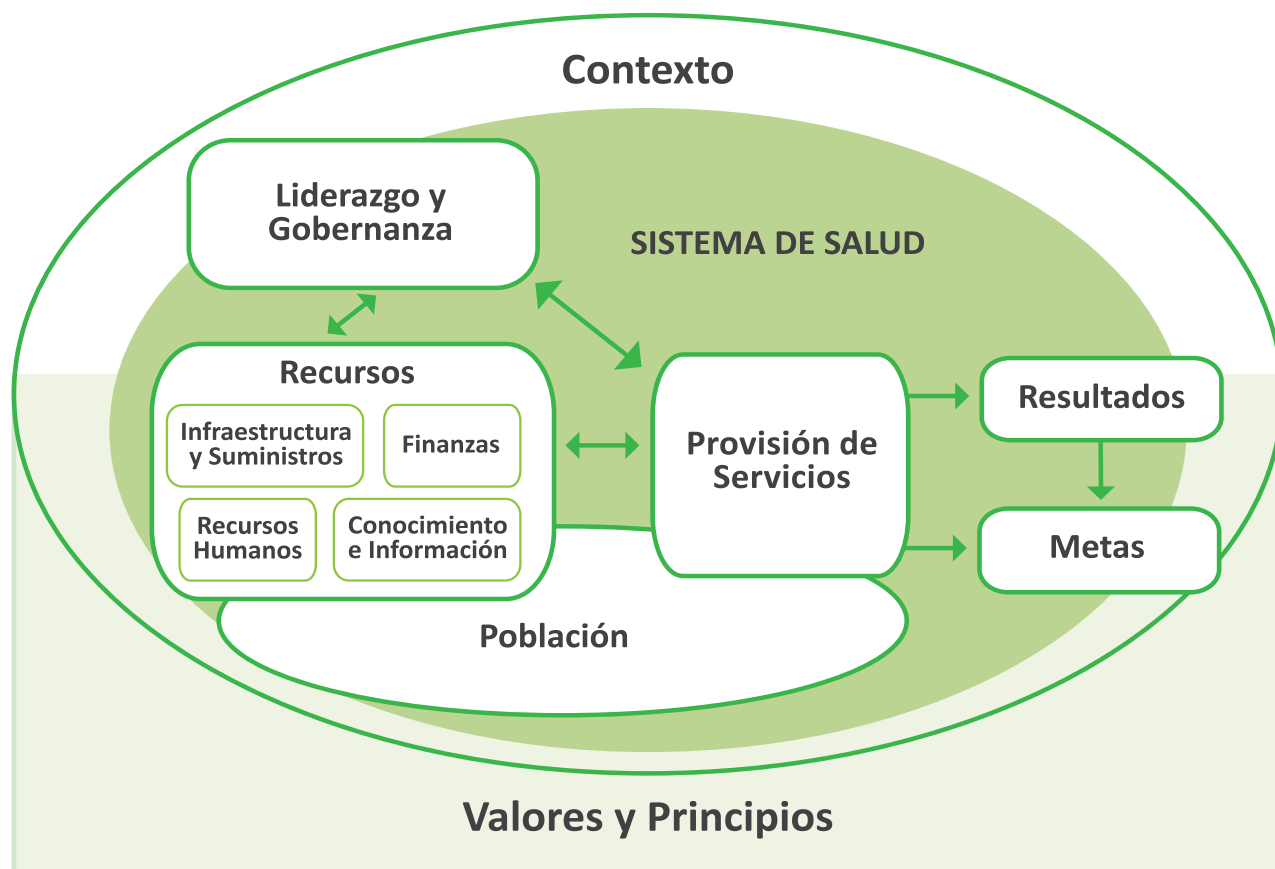 Contexto
Liderazgo y
Gobernanza
SISTEMA DE SALUD
Recursos
Infraestructura
y Suministros
Finanzas
Recursos
Humanos
Conocimiento
e Información
Provisión de
Servicios
Resultados
Metas
Población
Valores y Principios